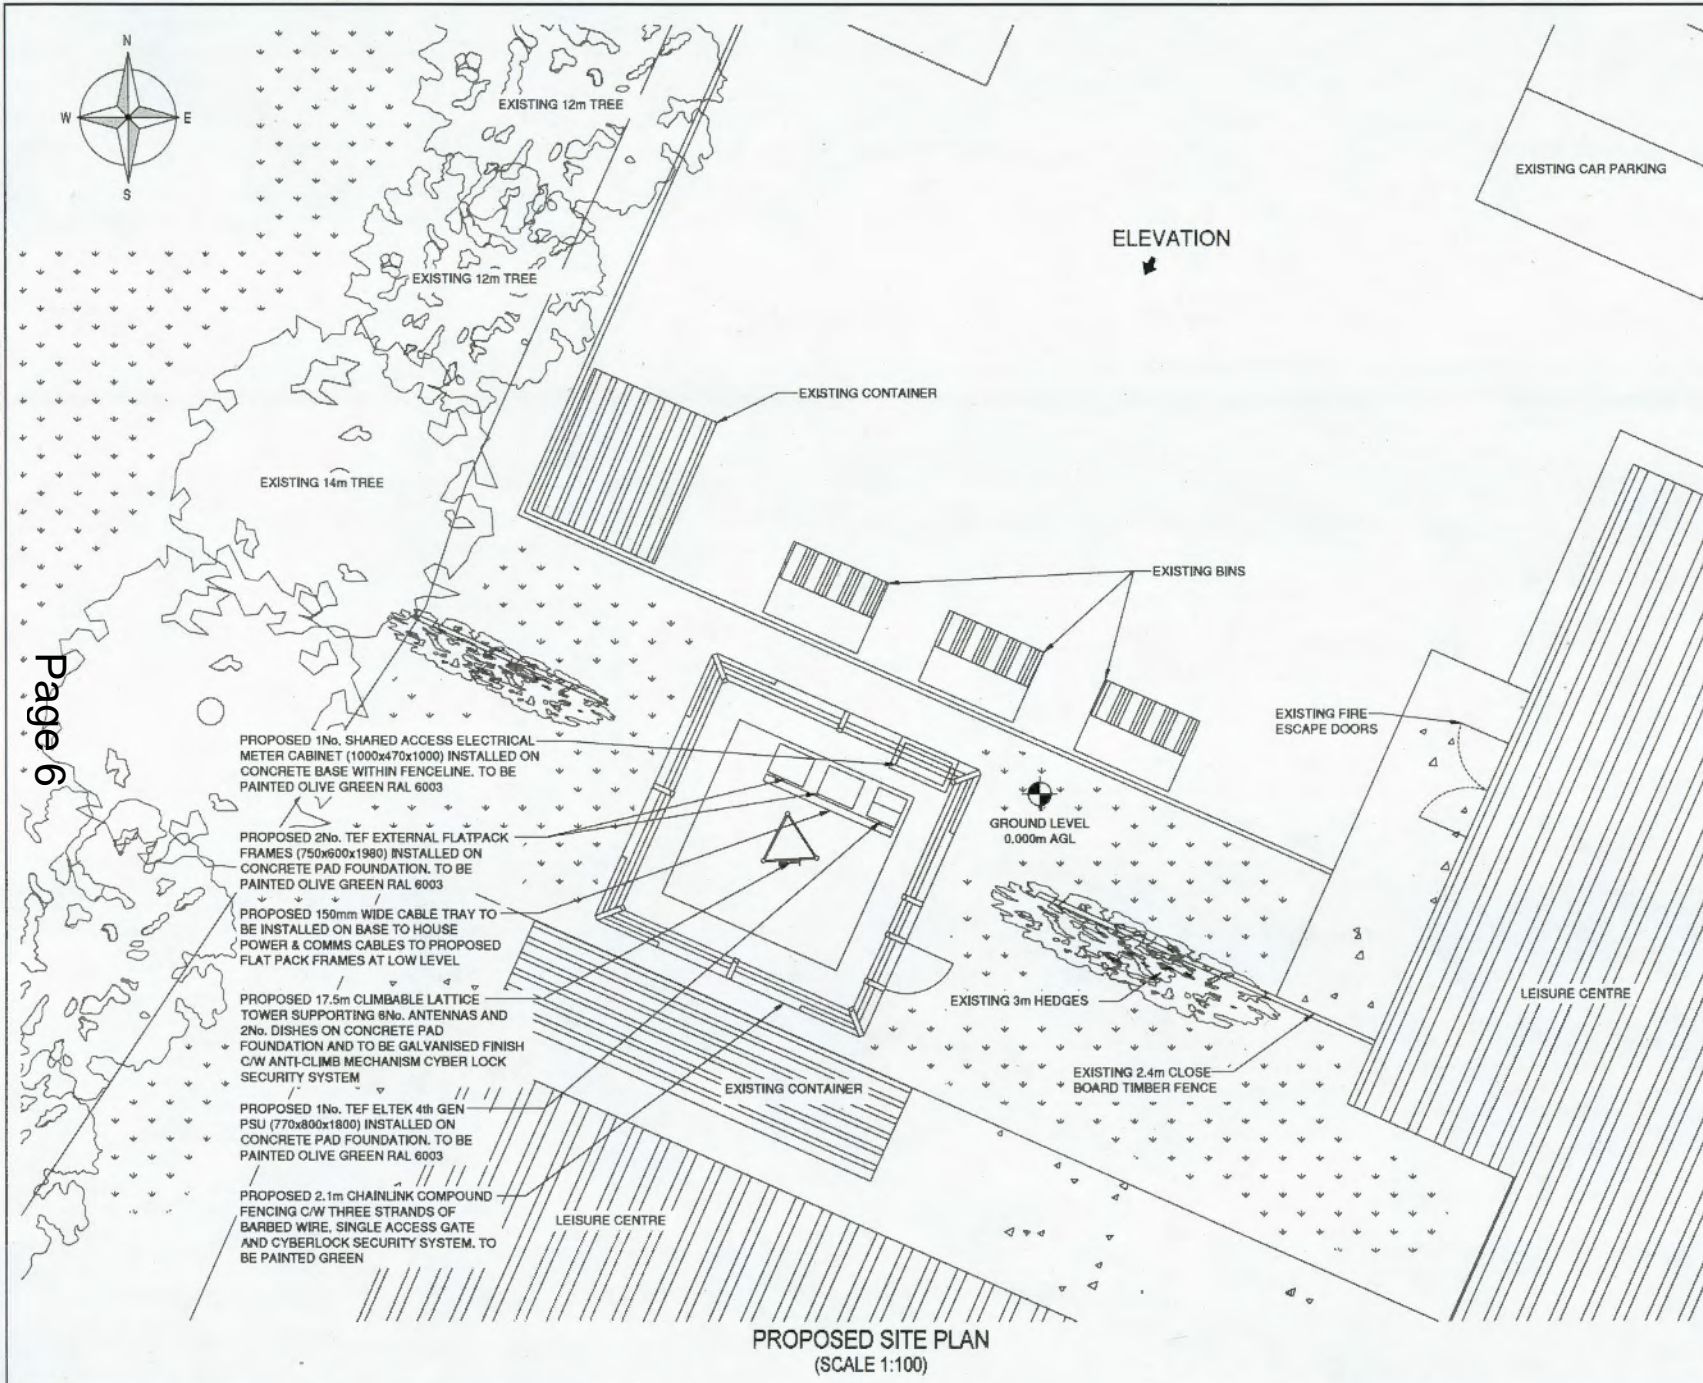 N
W
E
S
EXISTING 12m TREE
EXISTING CAR PARKING
ELEVATION
EXISTING 12m TREE
EXISTING CONTAINER
EXISTING 14m TREE
EXISTING BINS
Page 6
EXISTING FIRE
ESCAPE DOORS
PROPOSED 1No. SHARED ACCESS ELECTRICAL
METER CABINET (1000x470x1000) INSTALLED ON
CONCRETE BASE WITHIN FENCELINE. TO BE
PAINTED OLIVE GREEN RAL 6003
GROUND LEVEL
0.000m AGL
PROPOSED 2No. TEF EXTERNAL FLATPACK
FRAMES (750x600x1980) INSTALLED ON
CONCRETE PAD FOUNDATION. TO BE
PAINTED OLIVE GREEN RAL 6003
PROPOSED 150mm WIDE CABLE TRAY TO
BE INSTALLED ON BASE TO HOUSE
POWER & COMMS CABLES TO PROPOSED
FLAT PACK FRAMES AT LOW LEVEL
PROPOSED 17.5m CLIMBABLE LATTICE
TOWER SUPPORTING 6No. ANTENNAS AND
2No. DISHES ON CONCRETE PAD
FOUNDATION AND TO BE GALVANISED FINISH
C/W ANTI-CLIMB MECHANISM CYBER LOCK
SECURITY SYSTEM
EXISTING 3m HEDGES
LEISURE CENTRE
EXISTING 2.4m CLOSE
BOARD TIMBER FENCE
EXISTING CONTAINER
PROPOSED 1No. TEF ELTEK 4th GEN
PSU (770x800x1800) INSTALLED ON
CONCRETE PAD FOUNDATION. TO BE
PAINTED OLIVE GREEN RAL 6003
PROPOSED 2.1m CHAINLINK COMPOUND
FENCING C/W THREE STRANDS OF
BARBED WIRE, SINGLE ACCESS GATE
AND CYBERLOCK SECURITY SYSTEM. TO
BE PAINTED GREEN
LEISURE CENTRE
PROPOSED SITE PLAN
(SCALE 1:100)